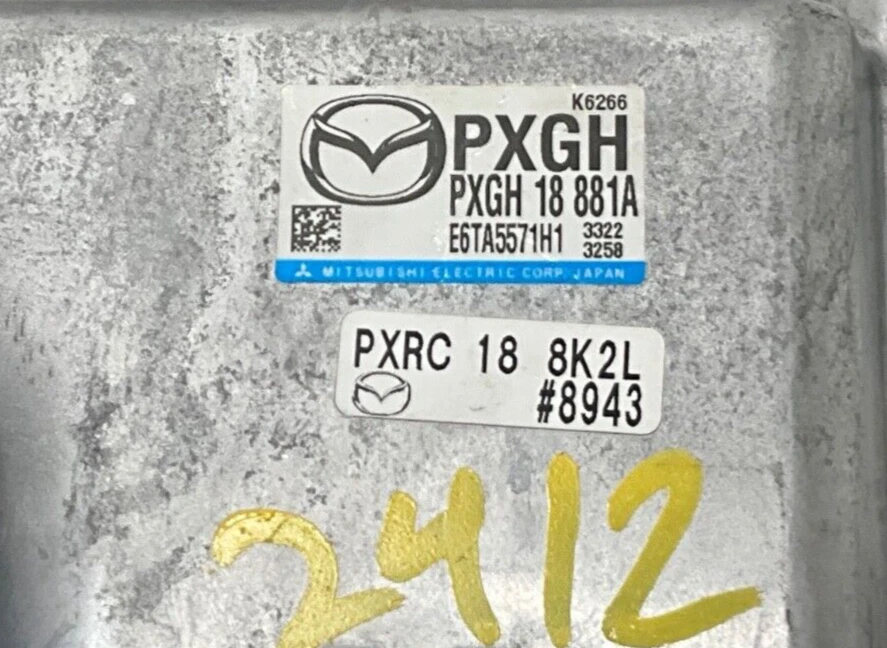 K6266
PXGH
PXGH 18 881A
E6TA5571H1 3322
3258
MITSUBISHI ELECTRIC CORP. JAPAN
PXRC 18 8K2L
#8943
2412